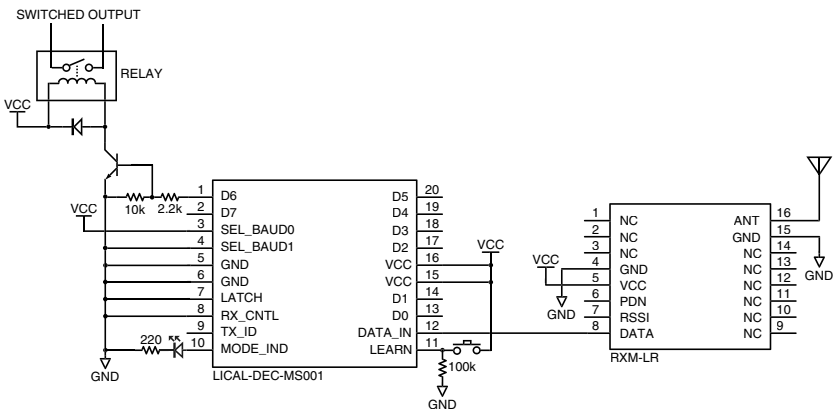 SWITCHED OUTPUT
RELAY
VCC
10k
2.2k
VCC
220
GND
1 D6
2 D7
3 SEL_BAUD0
4 SEL_BAUD1
5 GND
6 GND
7 LATCH
8 RX_CNTL
9 TX_ID
10 MODE_IND
D5 20
D4 19
D3 18
D2 17
VCC 16
VCC 15
D1 14
D0 13
DATA_IN 12
LEARN 11
LICAL-DEC-MS001
VCC
100k
GND
VCC
GND
1 NC
2 NC
3 NC
4 GND
5 VCC
6 PDN
7 RSSI
8 DATA
ANT 16
GND 15
NC 14
NC 13
NC 12
NC 11
NC 10
NC 9
RXM-LR
GND